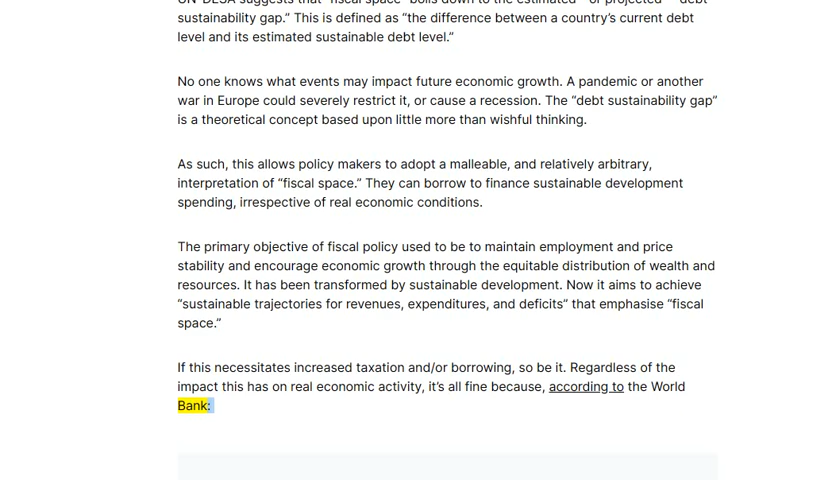 UN-DESA suggests that “fiscal space” boils down to the estimated – or projected – “debt
sustainability gap.” This is defined as “the difference between a country’s current debt
level and its estimated sustainable debt level.”
No one knows what events may impact future economic growth. A pandemic or another
war in Europe could severely restrict it, or cause a recession. The “debt sustainability gap”
is a theoretical concept based upon little more than wishful thinking.
As such, this allows policy makers to adopt a malleable, and relatively arbitrary,
interpretation of “fiscal space.” They can borrow to finance sustainable development
spending, irrespective of real economic conditions.
The primary objective of fiscal policy used to be to maintain employment and price
stability and encourage economic growth through the equitable distribution of wealth and
resources. It has been transformed by sustainable development. Now it aims to achieve
“sustainable trajectories for revenues, expenditures, and deficits” that emphasise “fiscal
space.”
If this necessitates increased taxation and/or borrowing, so be it. Regardless of the
impact this has on real economic activity, it’s all fine because, according to the World
Bank: